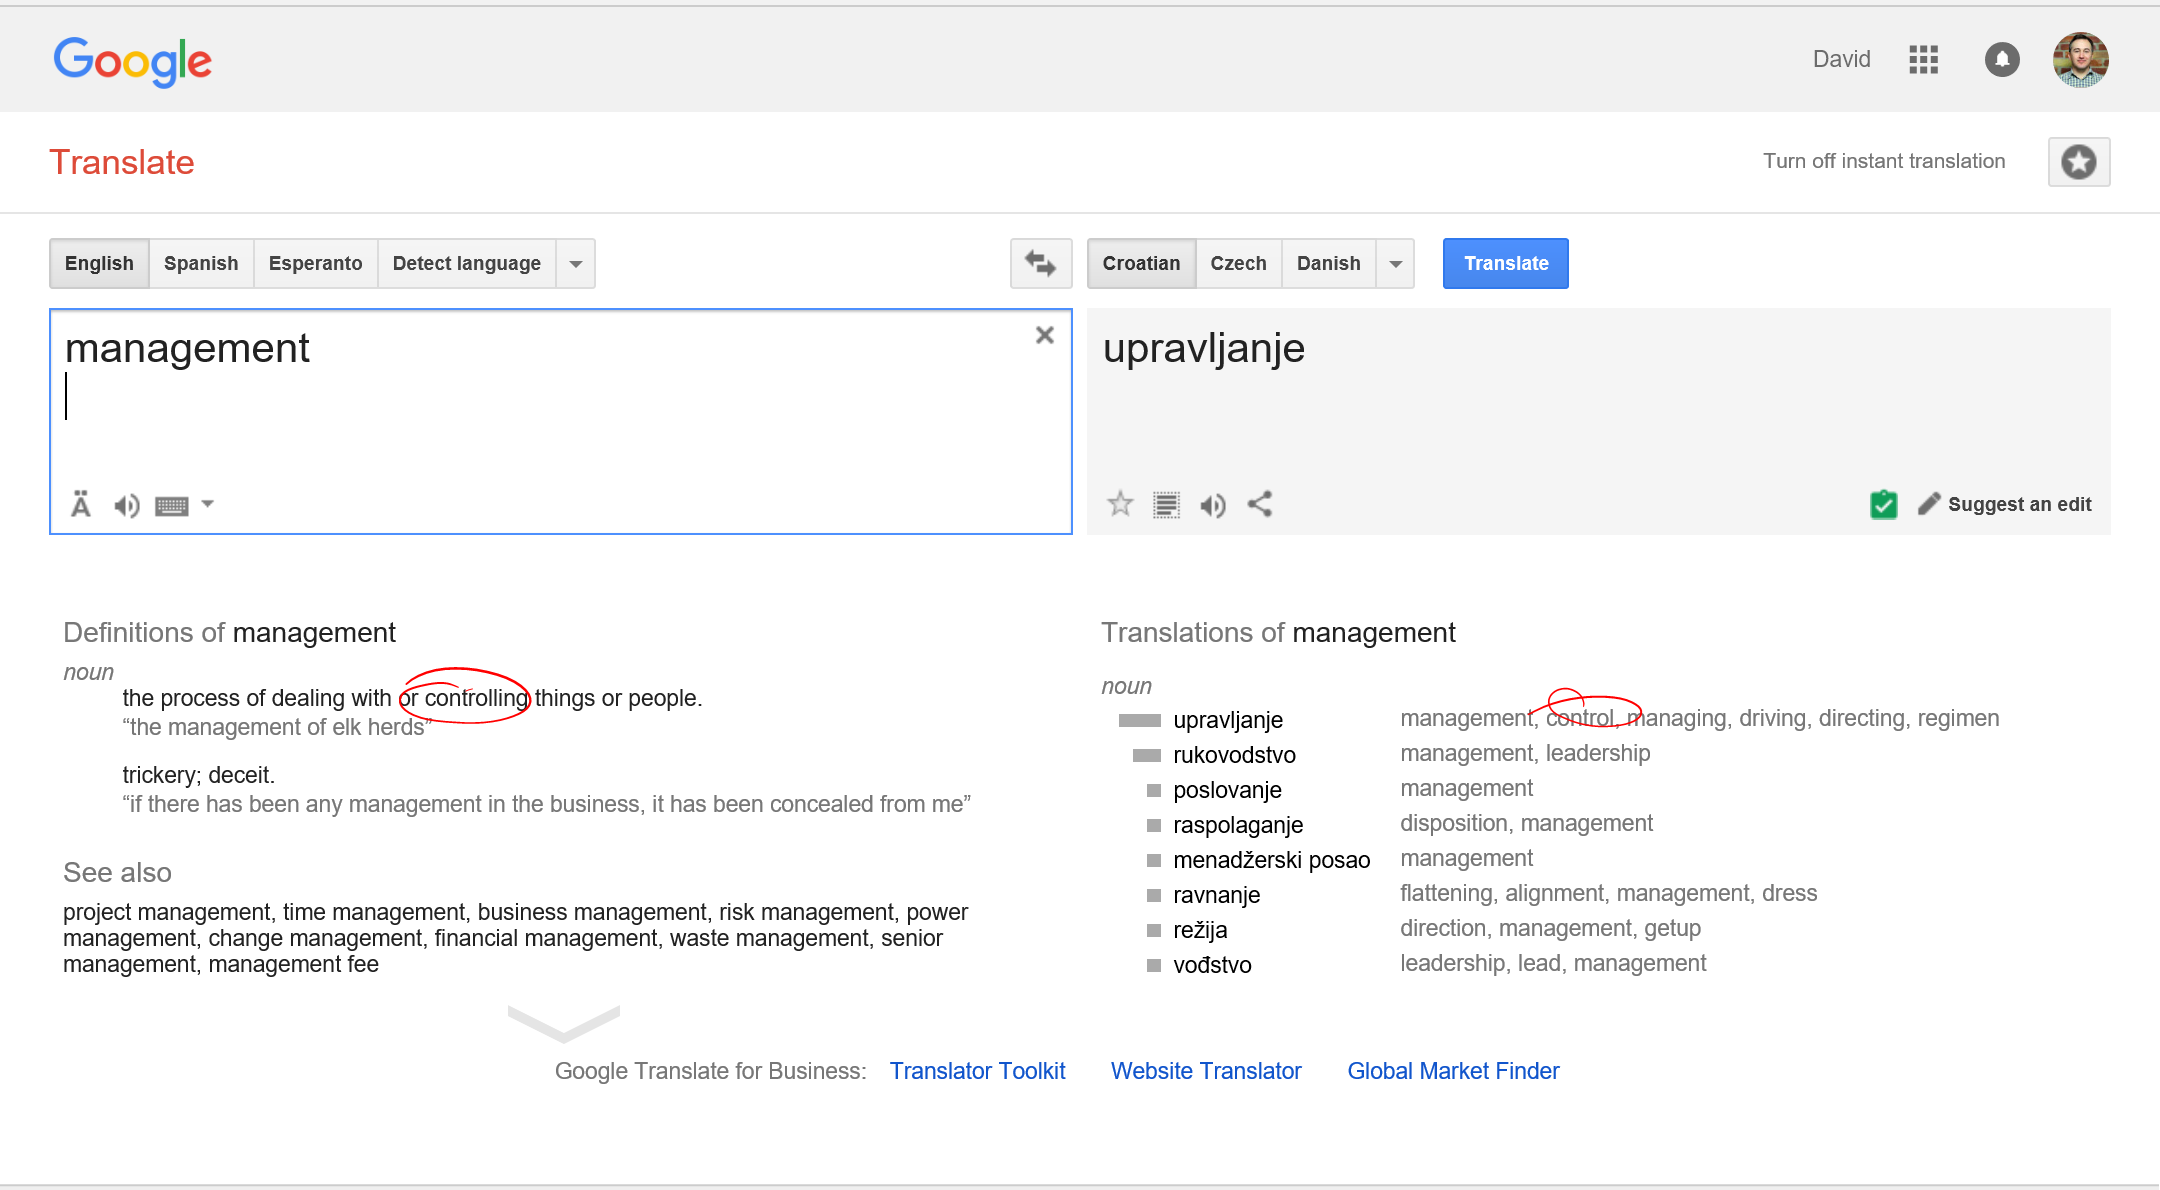 Google
David
Translate
Turn off instant translation
English Spanish Esperanto Detect language
Croatian Czech Danish
Translate
management
upravljanje
Ä
Suggest an edit
Definitions of management
noun
the process of dealing with or controlling things or people.
“the management of elk herds”
trickery; deceit.
“if there has been any management in the business, it has been concealed from me”
See also
project management, time management, business management, risk management, power
management, change management, financial management, waste management, senior
management, management fee
Translations of management
noun
upravljanje management, control, managing, driving, directing, regimen
rukovodstvo management, leadership
poslovanje management
raspolaganje disposition, management
menadžerski posao management
ravnanje flattening, alignment, management, dress
režija direction, management, getup
vođstvo leadership, lead, management
Google Translate for Business: Translator Toolkit Website Translator Global Market Finder